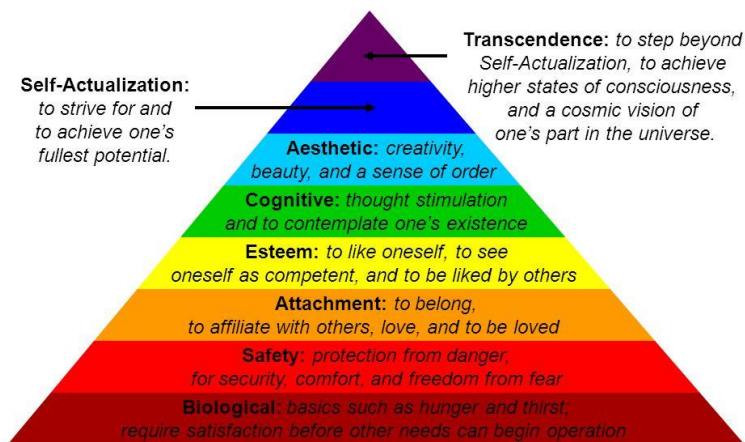 Transcendence: to step beyond
Self-Actualization, to achieve
higher states of consciousness,
and a cosmic vision of
one's part in the universe.
Self-Actualization:
to strive for and
to achieve one's
fullest potential.
Aesthetic: creativity,
beauty, and a sense of order
Cognitive: thought stimulation
and to contemplate one's existence
Esteem: to like oneself, to see
oneself as competent, and to be liked by others
Attachment: to belong,
to affiliate with others, love, and to be loved
Safety: protection from danger,
for security, comfort, and freedom from fear
Biological: basics such as hunger and thirst;
require satisfaction before other needs can begin operation